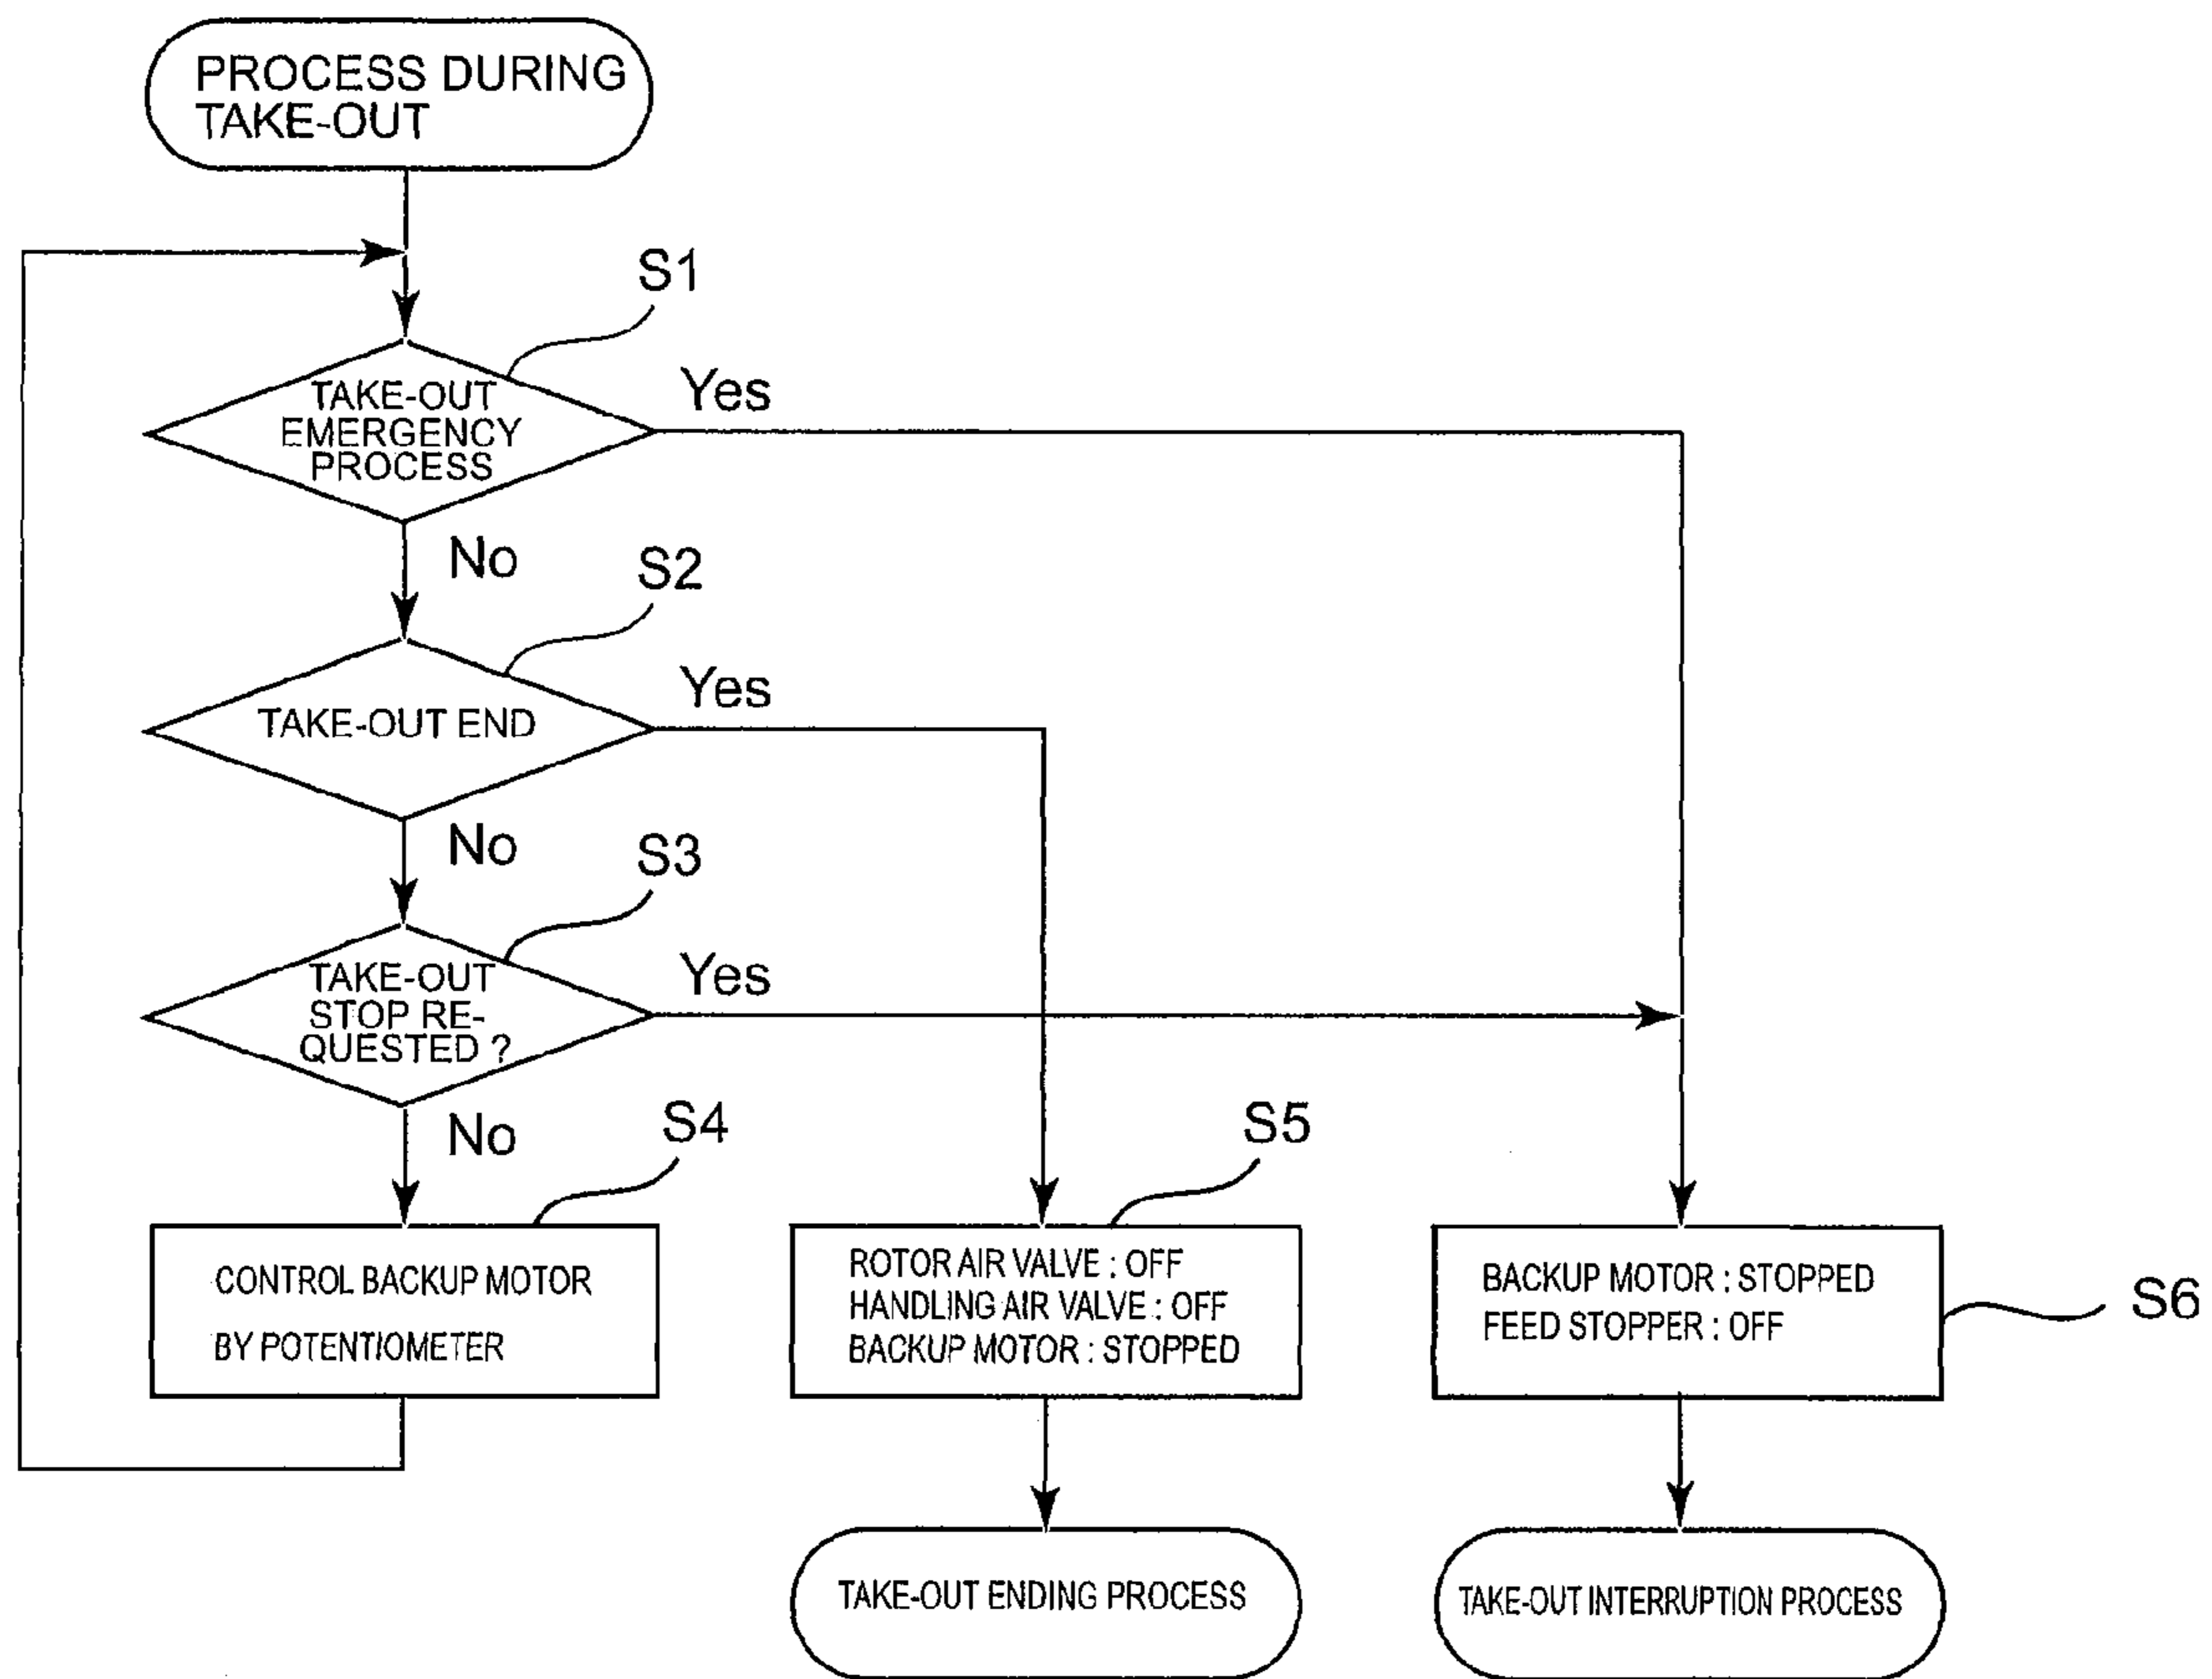 PROCESS DURING
TAKE-OUT
S1
TAKE-OUT
EMERGENCY
PROCESS
Yes
No
S2
TAKE-OUT END
Yes
No
S3
TAKE-OUT
STOP RE-
QUESTED ?
Yes
No
S4
CONTROL BACKUP MOTOR
BY POTENTIOMETER
S5
ROTOR AIR VALVE : OFF
HANDLING AIR VALVE : OFF
BACKUP MOTOR : STOPPED
BACKUP MOTOR : STOPPED
FEED STOPPER : OFF
S6
TAKE-OUT ENDING PROCESS
TAKE-OUT INTERRUPTION PROCESS